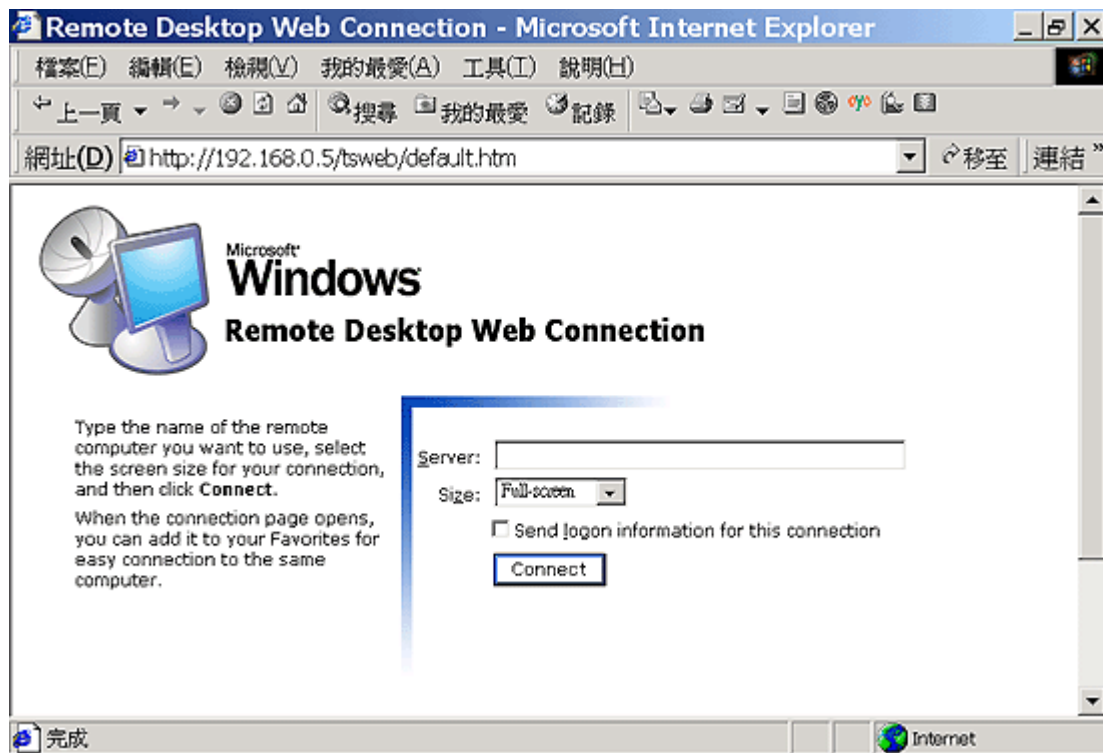 Remote Desktop Web Connection - Microsoft Internet Explorer
檔案(F) 編輯(E) 檢視(V) 我的最愛(A) 工具(T) 說明(H)
上一頁 搜尋 我的最愛 記錄
網址(D) http://192.168.0.5/tsweb/default.htm 移至 連結 »
Microsoft
Windows
Remote Desktop Web Connection
Type the name of the remote
computer you want to use, select
the screen size for your connection,
and then click Connect.
When the connection page opens,
you can add it to your Favorites for
easy connection to the same
computer.
Server:
Size: Full-screen
Send logon information for this connection
Connect
完成 Internet